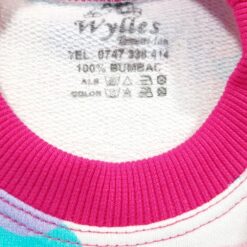 Wylles
TEL 0747 338 414
100% BUMBAC
ALB
COLOR